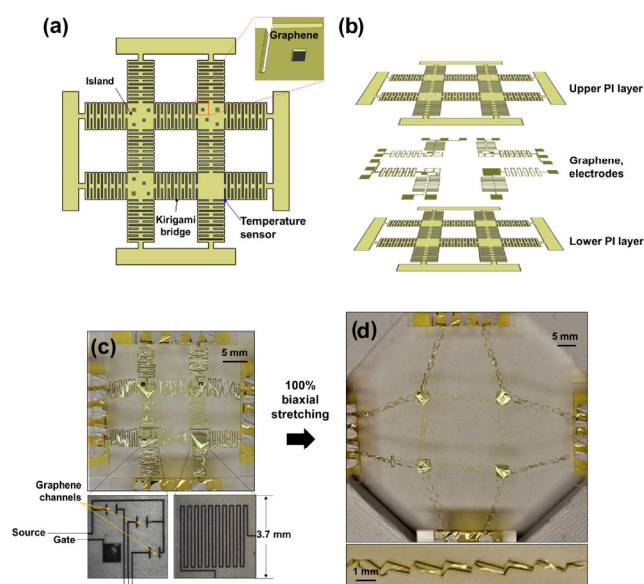 (a)
Graphene
Island
Kirigami
bridge
Temperature
sensor
(b)
Upper PI layer
Graphene,
electrodes
Lower PI layer
(c)
5 mm
100%
biaxial
stretching
(d)
5 mm
Graphene
channels
Source
Gate
3.7 mm
1 mm